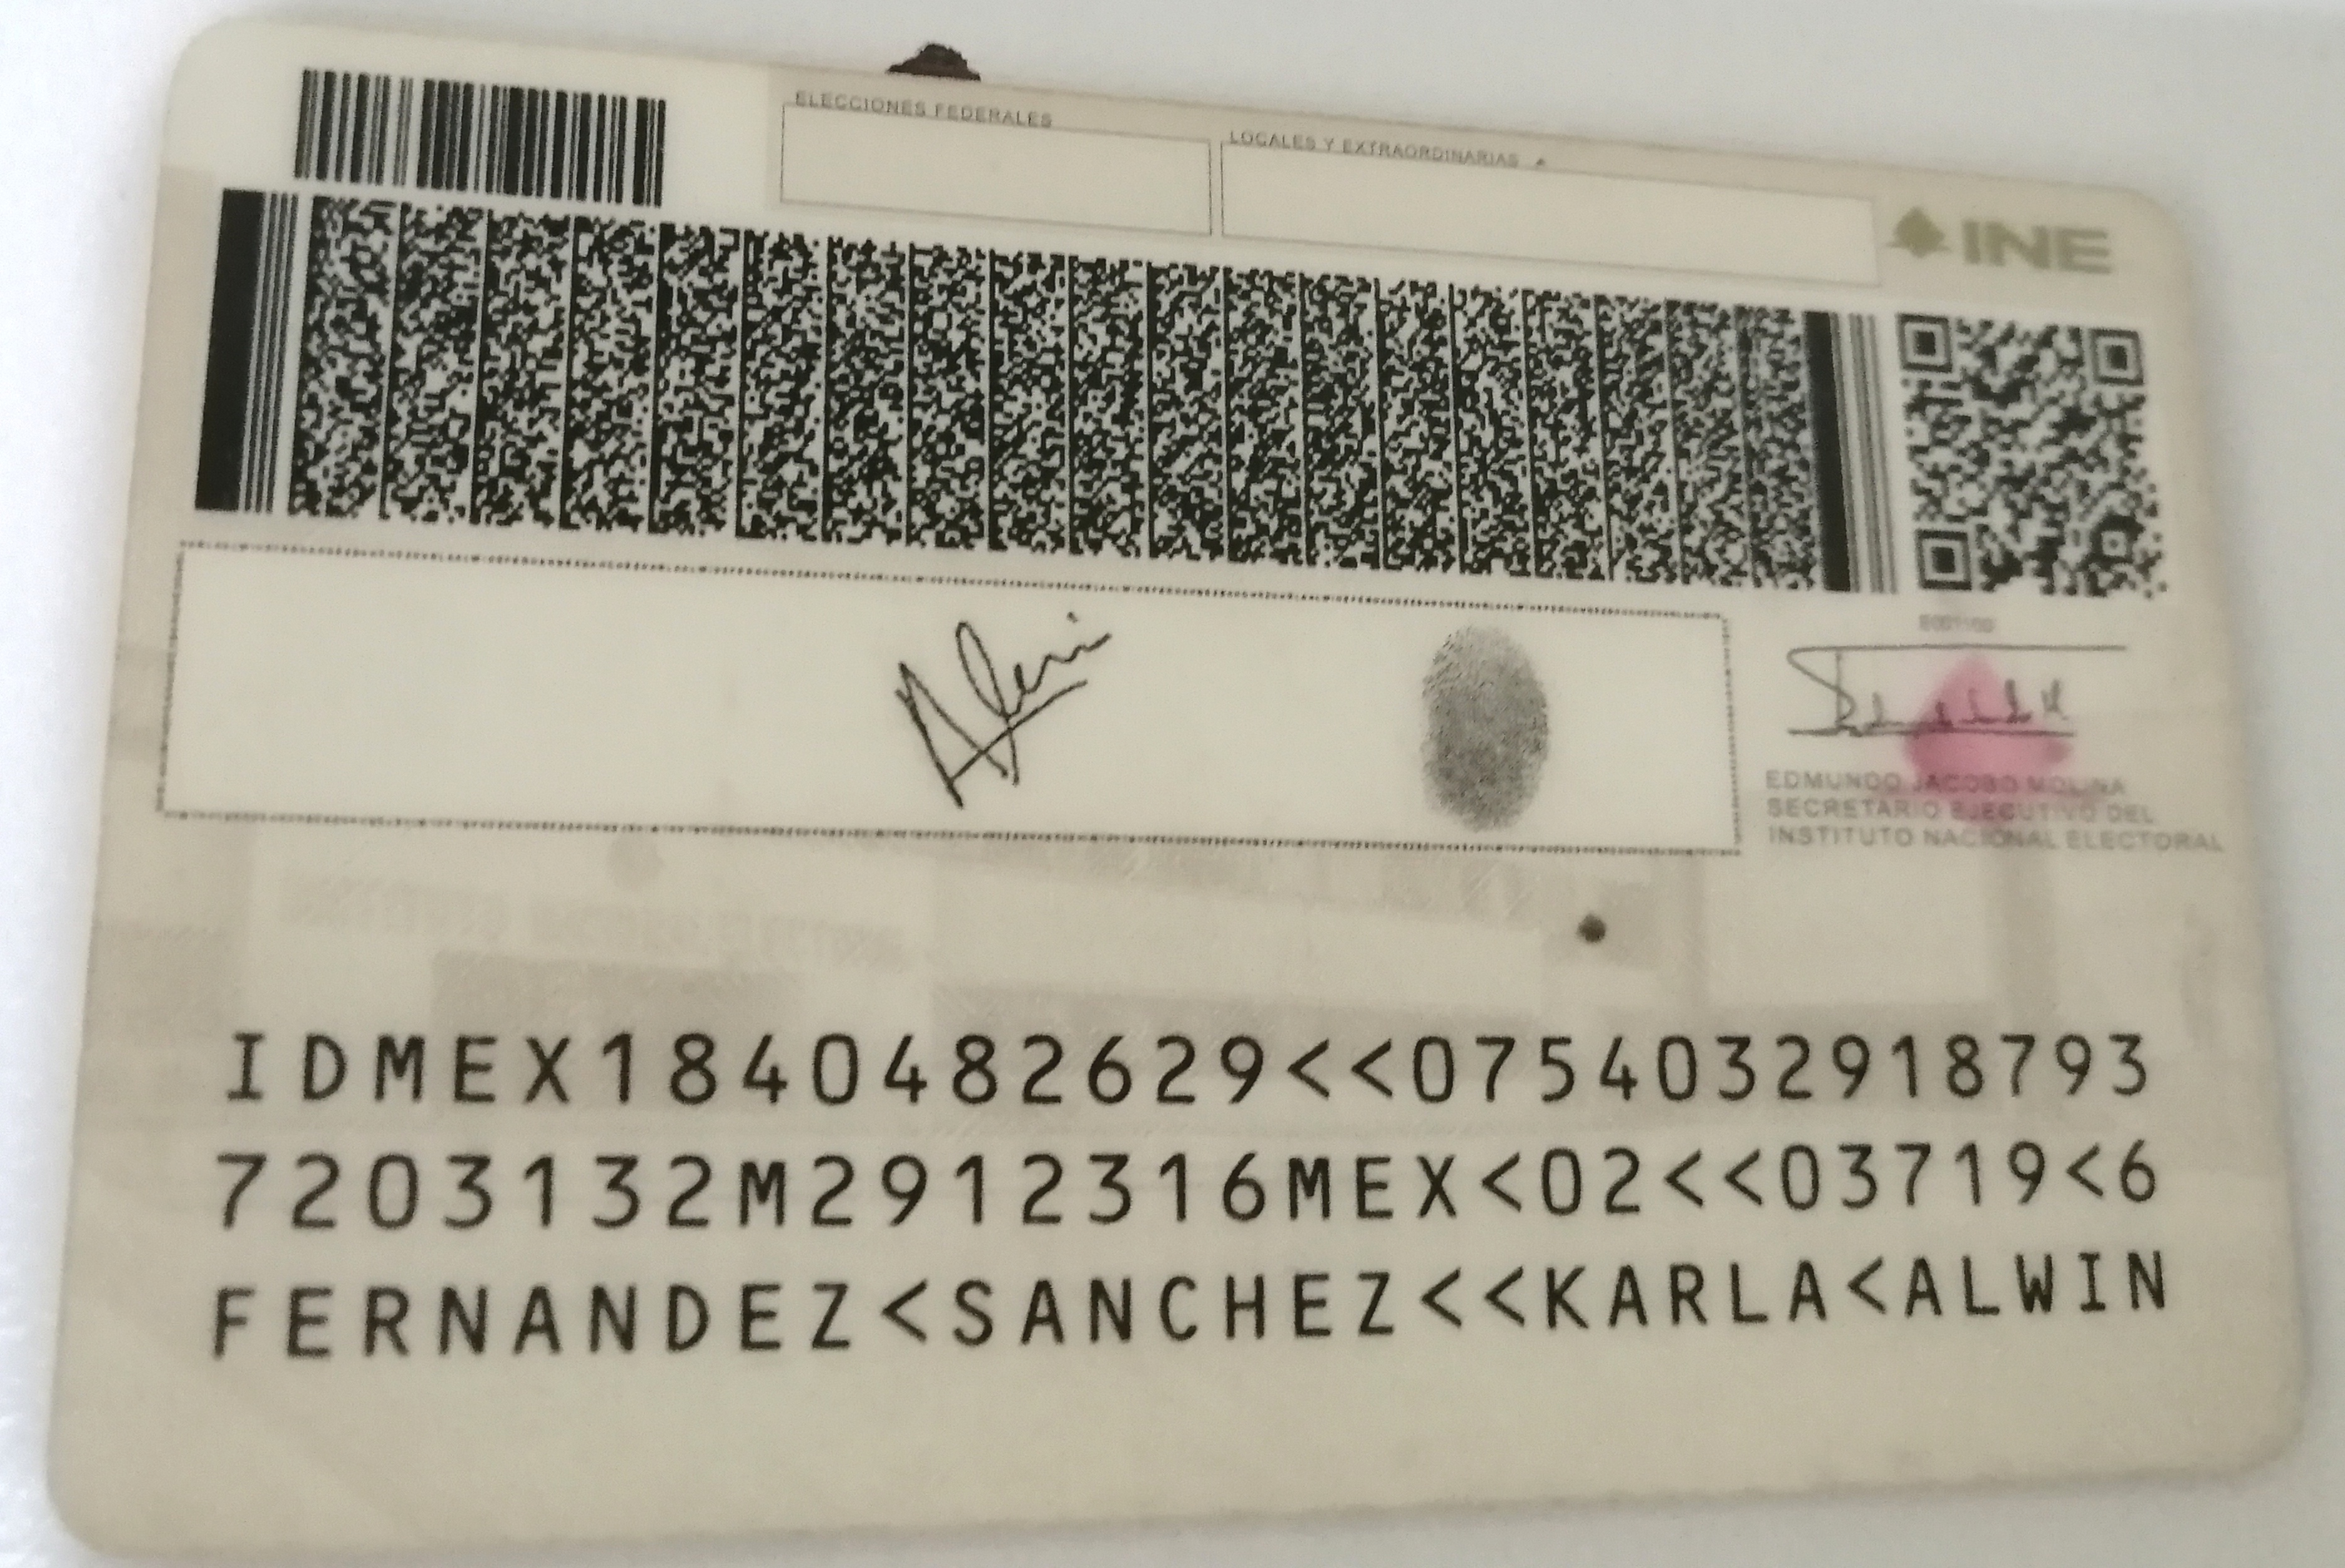 ELECCIONES FEDERALES
LOCALES Y EXTRAORDINARIAS
INE
EDMUNDO JACOBO MOLINA
SECRETARIO EJECUTIVO DEL
INSTITUTO NACIONAL ELECTORAL
IDMEX1840482629<<0754032918793
7203132M2912316MEX<02<<03719<6
FERNANDEZ<SANCHEZ<<KARLA<ALWIN